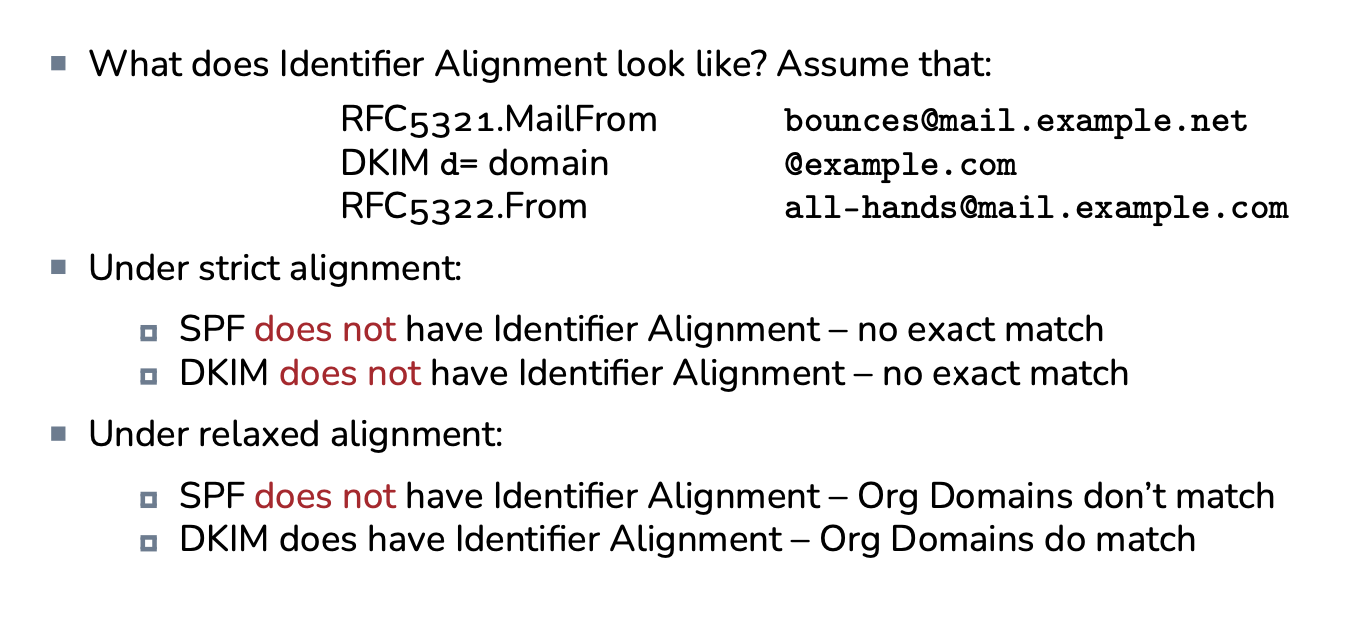 What does Identifier Alignment look like? Assume that:
RFC5321.MailFrom bounces@mail.example.net
DKIM d= domain @example.com
RFC5322.From all-hands@mail.example.com
Under strict alignment:
SPF does not have Identifier Alignment – no exact match
DKIM does not have Identifier Alignment – no exact match
Under relaxed alignment:
SPF does not have Identifier Alignment – Org Domains don’t match
DKIM does have Identifier Alignment – Org Domains do match